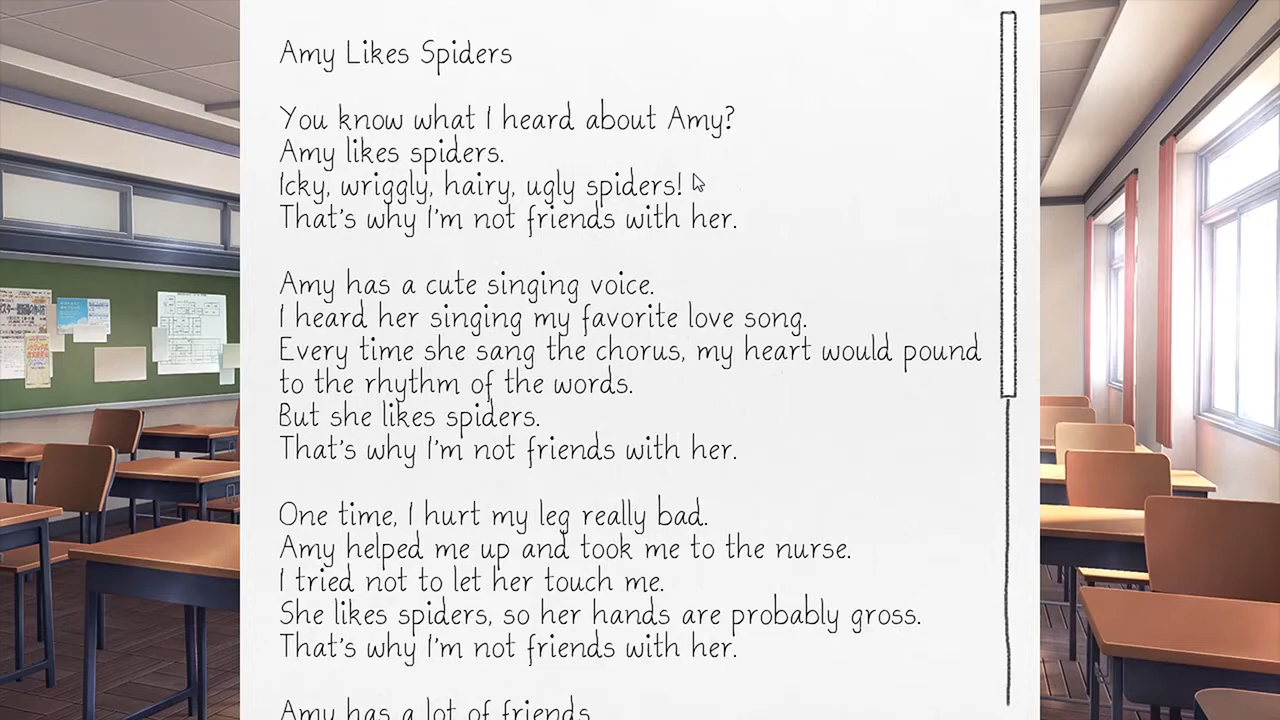 Amy Likes Spiders
You know what I heard about Amy?
Amy likes spiders.
Icky, wriggly, hairy, ugly spiders!
That's why I'm not friends with her.
Amy has a cute singing voice.
I heard her singing my favorite love song.
Every time she sang the chorus, my heart would pound
to the rhythm of the words.
But she likes spiders.
That's why I'm not friends with her.
One time, I hurt my leg really bad.
Amy helped me up and took me to the nurse.
I tried not to let her touch me.
She likes spiders, so her hands are probably gross.
That's why I'm not friends with her.
Amy has a lot of friends